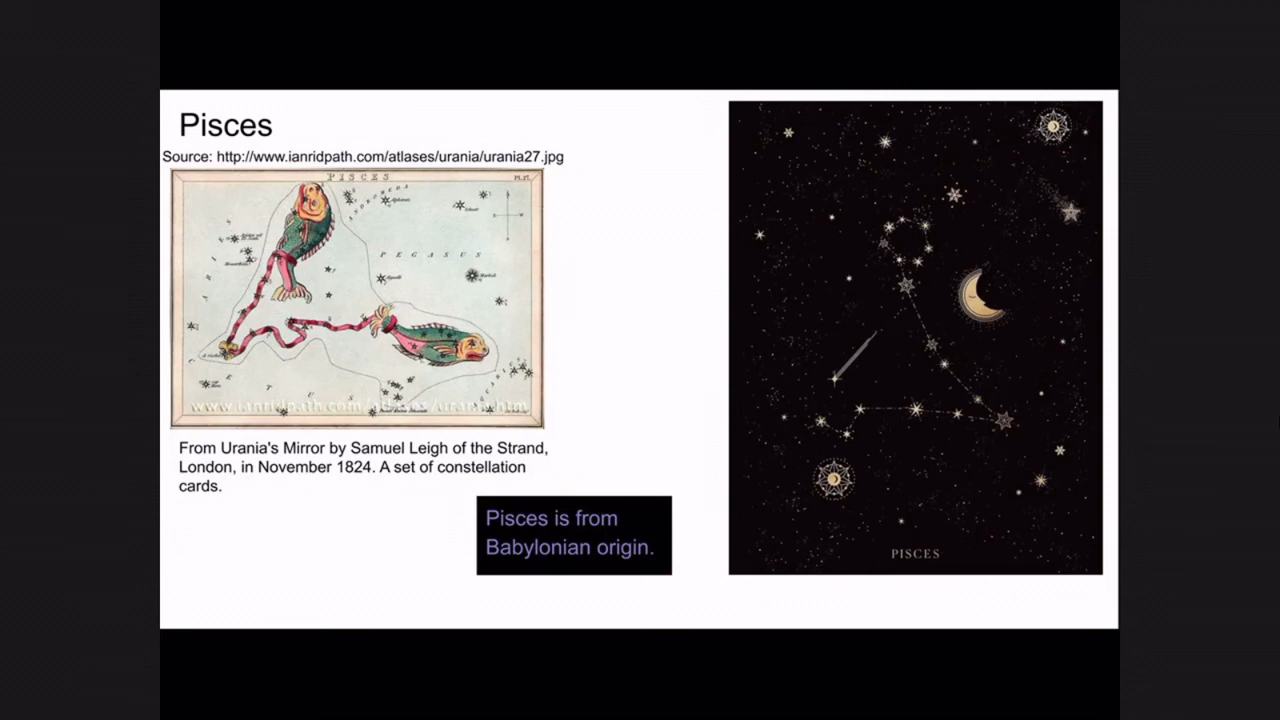 Pisces
Source: http://www.ianridpath.com/atlases/urania/urania27.jpg
PISCES
ANDROMEDA
PEGASUS
www.ianridpath.com/atlases/urania.htm
From Urania's Mirror by Samuel Leigh of the Strand,
London, in November 1824. A set of constellation
cards.
Pisces is from
Babylonian origin.
PISCES